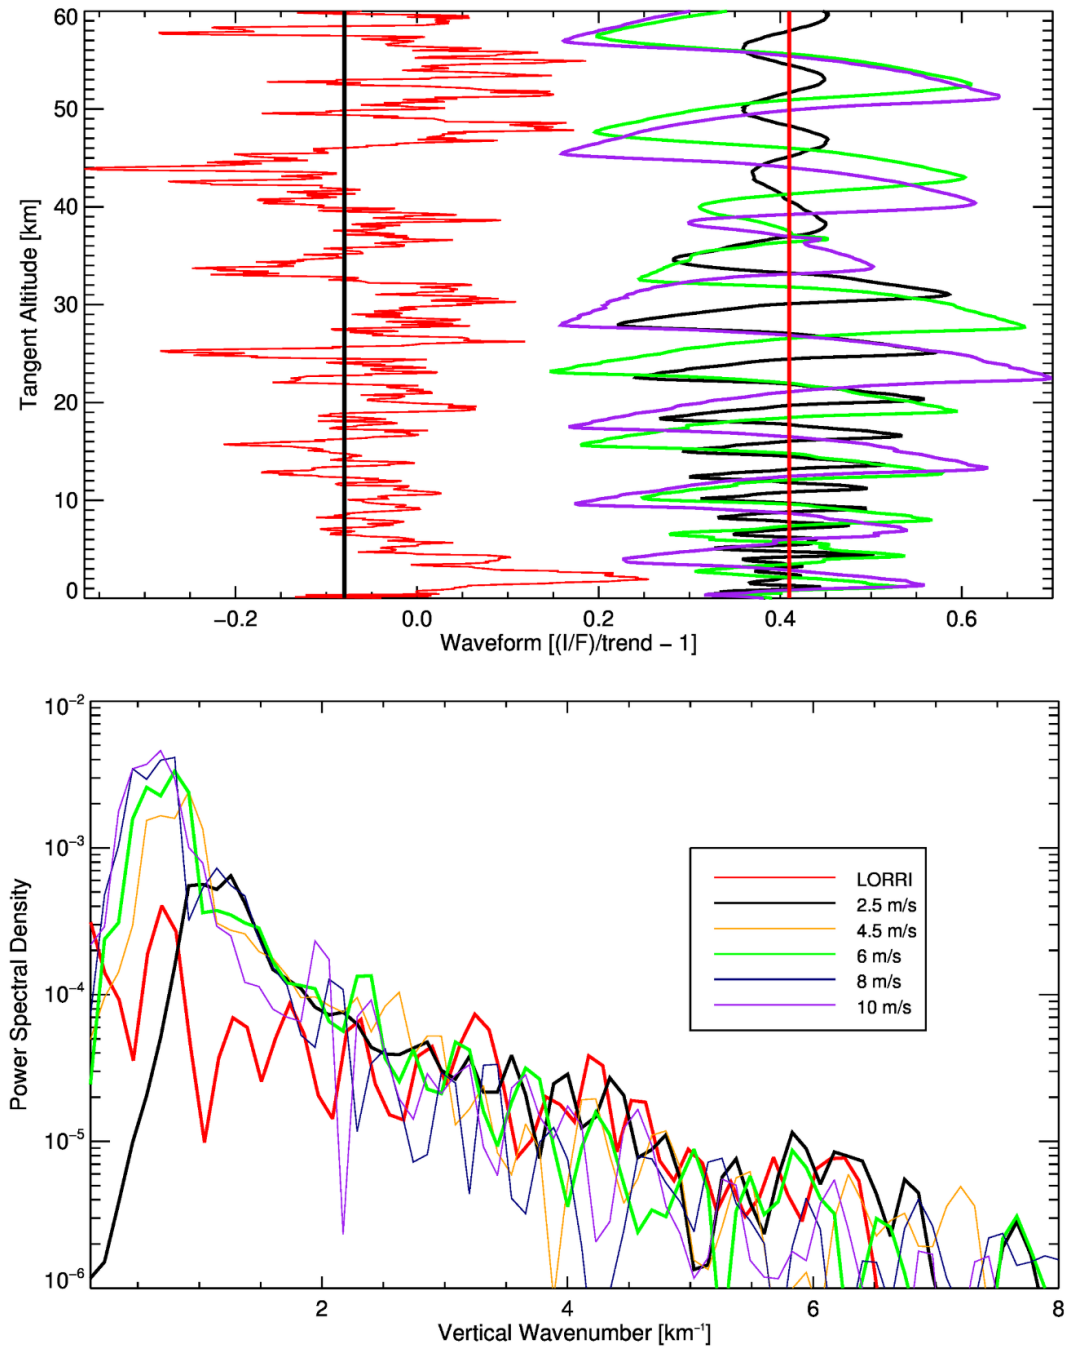 60
50
40
30
20
10
0
Tangent Altitude [km]
−0.2 0.0 0.2 0.4 0.6
Waveform [(I/F)/trend − 1]
10⁻²
10⁻³
10⁻⁴
10⁻⁵
10⁻⁶
Power Spectral Density
LORRI
2.5 m/s
4.5 m/s
6 m/s
8 m/s
10 m/s
2 4 6 8
Vertical Wavenumber [km⁻¹]